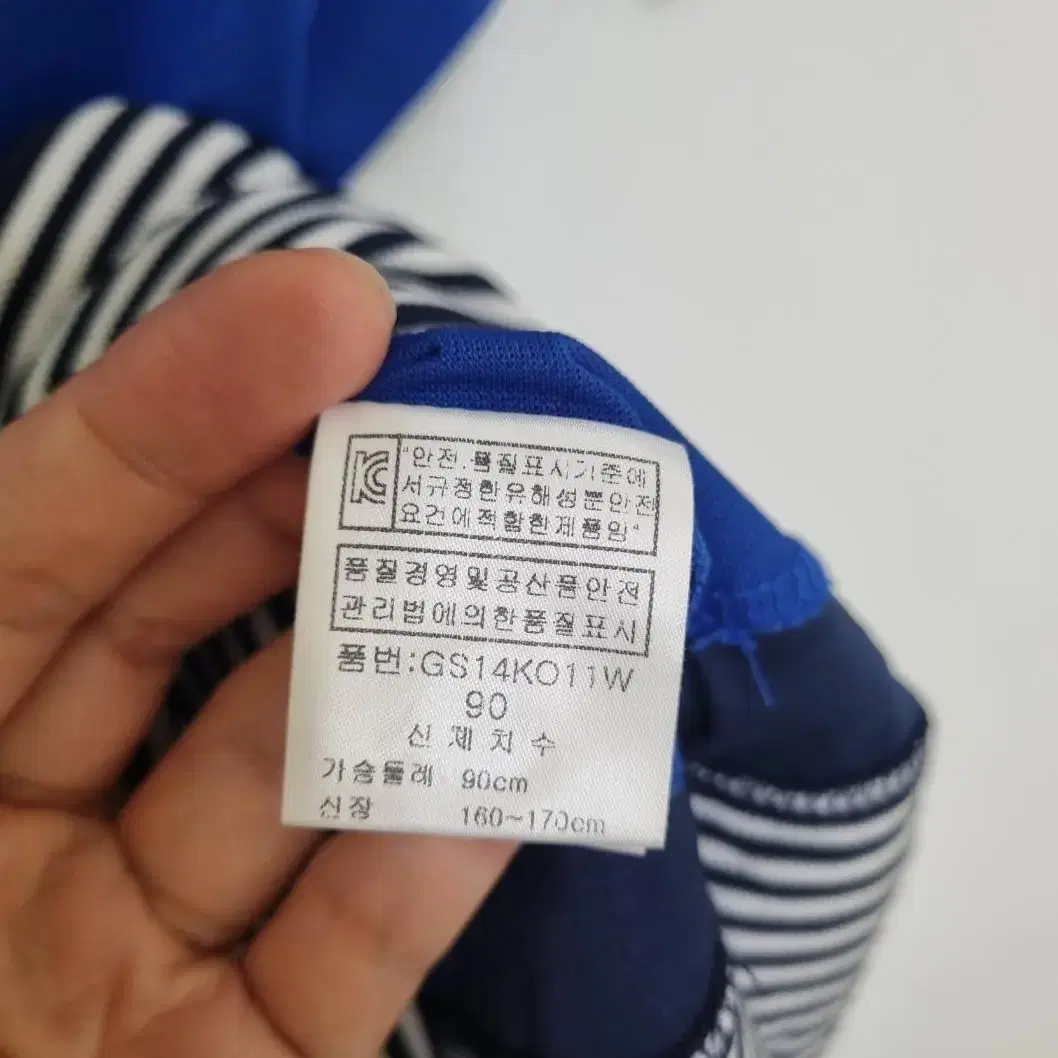 KC
"안전·품질표시기준에
서규정한유해성분안전
요건에적합한제품임"
품질경영및공산품안전
관리법에의한품질표시
품번:GS14KO11W
90
신체치수
가슴둘레 90cm
신장 160~170cm